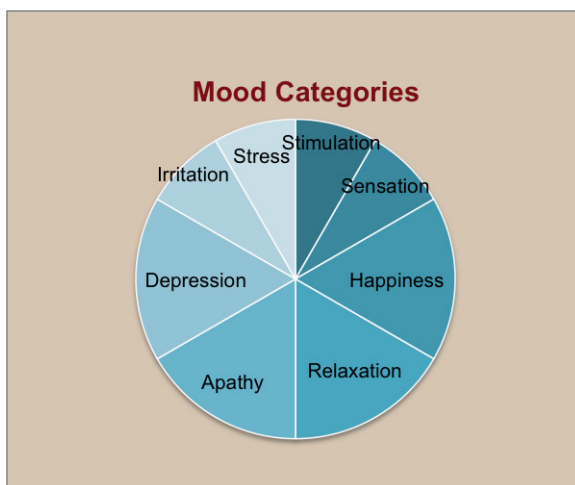 Mood Categories
Stimulation
Sensation
Happiness
Relaxation
Apathy
Depression
Irritation
Stress